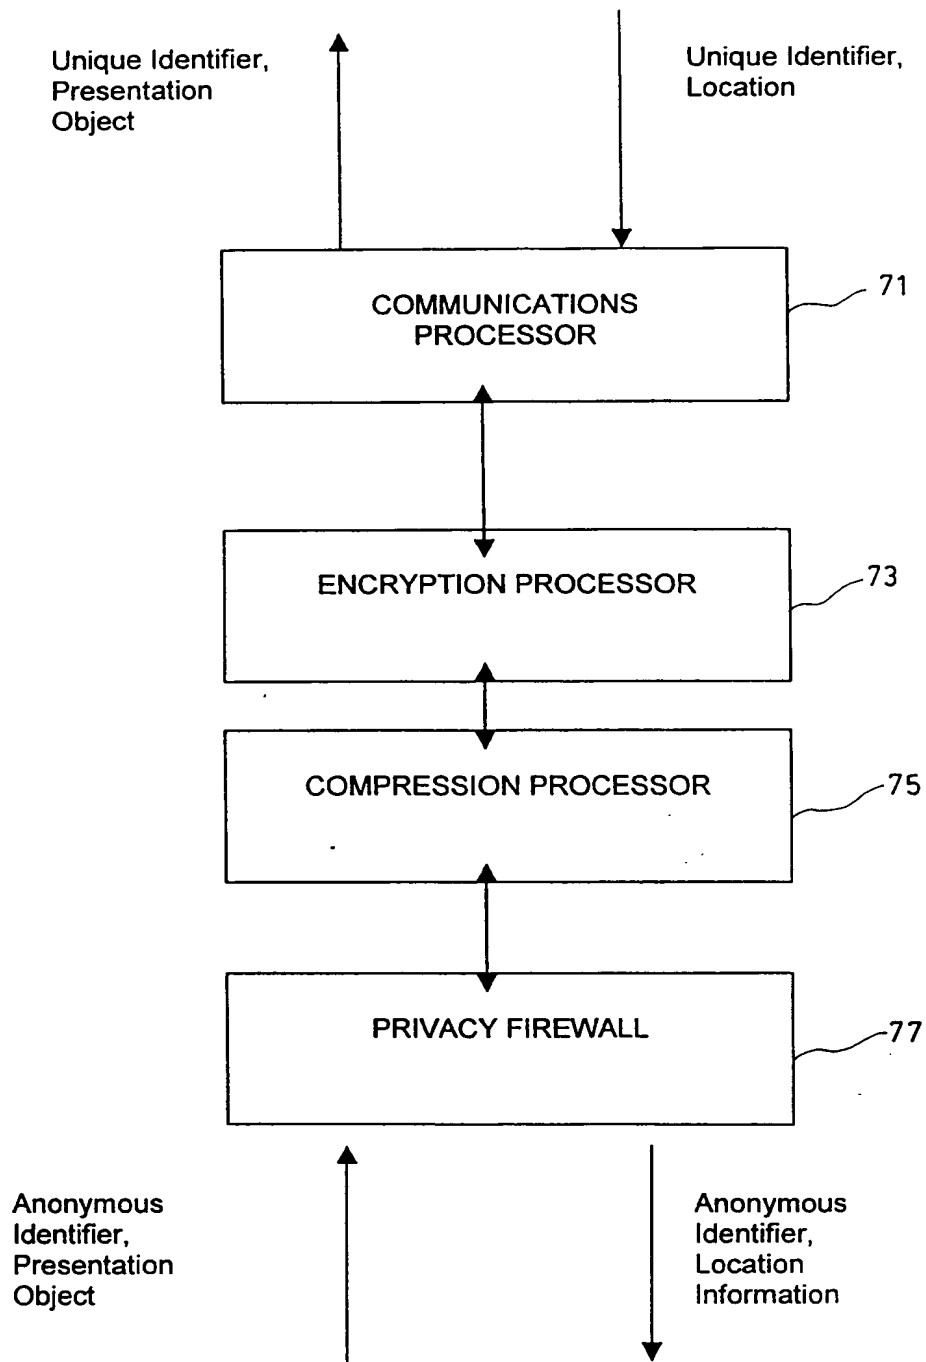 Unique Identifier,
Presentation
Object
Unique Identifier,
Location
COMMUNICATIONS
PROCESSOR
71
ENCRYPTION PROCESSOR
73
COMPRESSION PROCESSOR
75
PRIVACY FIREWALL
77
Anonymous
Identifier,
Presentation
Object
Anonymous
Identifier,
Location
Information